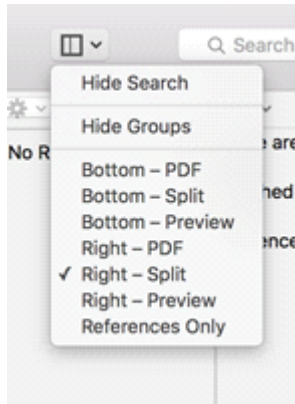 Search
Hide Search
Hide Groups
No R
are
Bottom – PDF
Bottom – Split
hed
Bottom – Preview
Right – PDF
ence
✓ Right – Split
Right – Preview
References Only